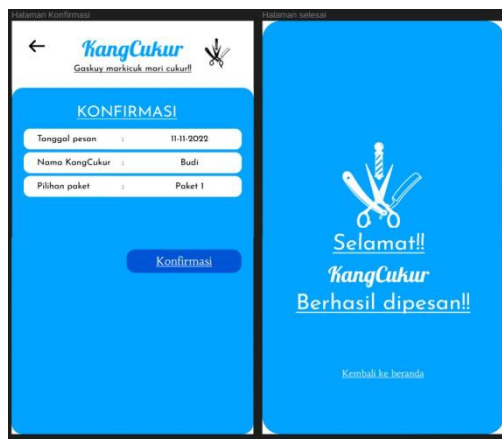 Halaman Konfirmasi
KangCukur
Gaskuy markicuk mari cukur!!
KONFIRMASI
Tanggal pesan : 11-11-2022
Nama KangCukur : Budi
Pilihan paket : Paket 1
Konfirmasi
Halaman selesai
Selamat!!
KangCukur
Berhasil dipesan!!
Kembali ke beranda